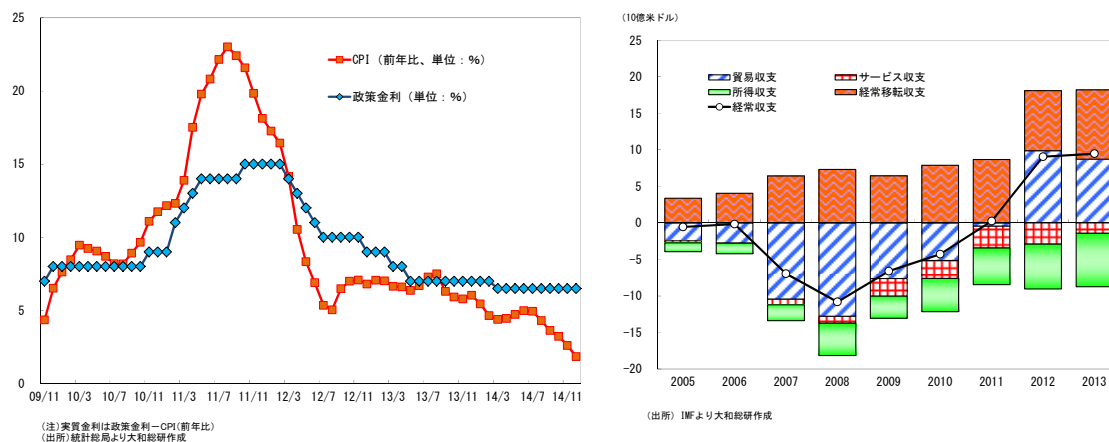 25
20
15
10
5
0
CPI (前年比、単位:%)
政策金利 (単位:%)
09/11 10/3 10/7 10/11 11/3 11/7 11/11 12/3 12/7 12/11 13/3 13/7 13/11 14/3 14/7 14/11
(注)実質金利は政策金利-CPI(前年比)
(出所)統計総局より大和総研作成
(10億米ドル)
25
20
15
10
5
0
-5
-10
-15
-20
貿易収支 サービス収支
所得収支 経常移転収支
経常収支
2005 2006 2007 2008 2009 2010 2011 2012 2013
(出所) IMFより大和総研作成